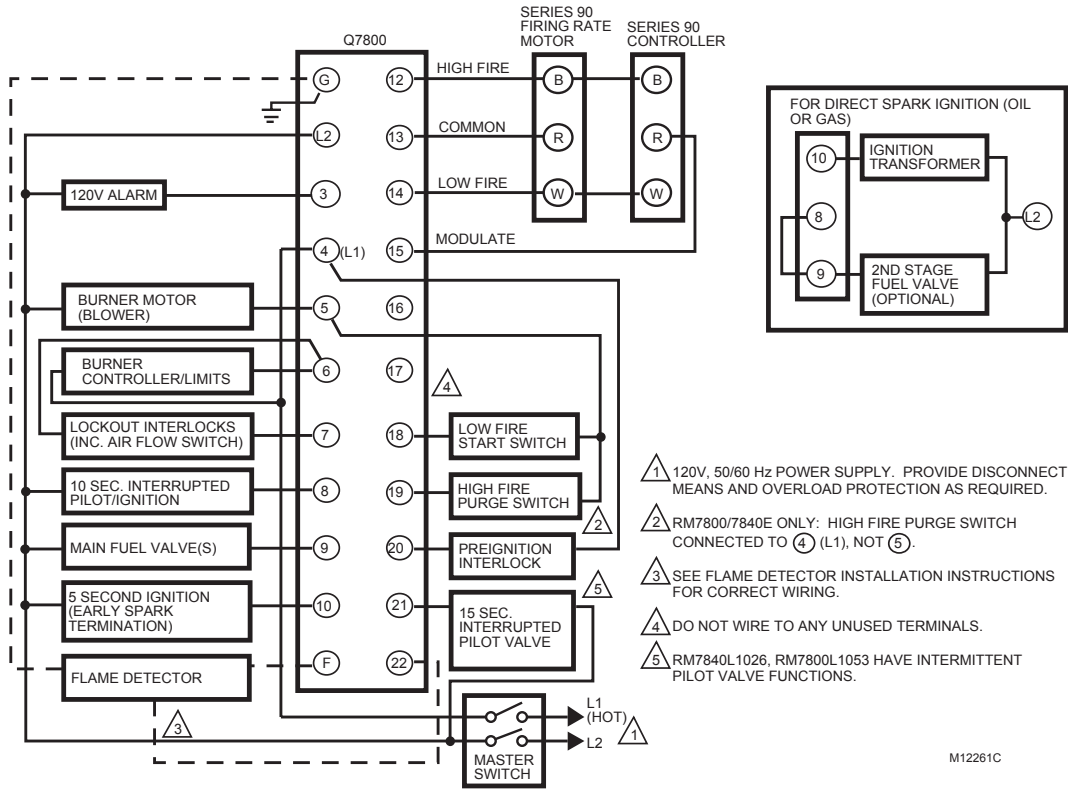 Q7800
SERIES 90
FIRING RATE
MOTOR
SERIES 90
CONTROLLER
G
L2
3
4
(L1)
5
6
7
8
9
10
F
12
13
14
15
16
17
18
19
20
21
22
HIGH FIRE
COMMON
LOW FIRE
MODULATE
B
R
W
B
R
W
120V ALARM
BURNER MOTOR
(BLOWER)
BURNER
CONTROLLER/LIMITS
LOCKOUT INTERLOCKS
(INC. AIR FLOW SWITCH)
10 SEC. INTERRUPTED
PILOT/IGNITION
MAIN FUEL VALVE(S)
5 SECOND IGNITION
(EARLY SPARK
TERMINATION)
FLAME DETECTOR
3
4
LOW FIRE
START SWITCH
HIGH FIRE
PURGE SWITCH
2
PREIGNITION
INTERLOCK
5
15 SEC.
INTERRUPTED
PILOT VALVE
L1
(HOT)
L2
1
MASTER
SWITCH
FOR DIRECT SPARK IGNITION (OIL
OR GAS)
10
8
9
IGNITION
TRANSFORMER
L2
2ND STAGE
FUEL VALVE
(OPTIONAL)
1 120V, 50/60 Hz POWER SUPPLY. PROVIDE DISCONNECT
MEANS AND OVERLOAD PROTECTION AS REQUIRED.
2 RM7800/7840E ONLY: HIGH FIRE PURGE SWITCH
CONNECTED TO 4 (L1), NOT 5.
3 SEE FLAME DETECTOR INSTALLATION INSTRUCTIONS
FOR CORRECT WIRING.
4 DO NOT WIRE TO ANY UNUSED TERMINALS.
5 RM7840L1026, RM7800L1053 HAVE INTERMITTENT
PILOT VALVE FUNCTIONS.
M12261C